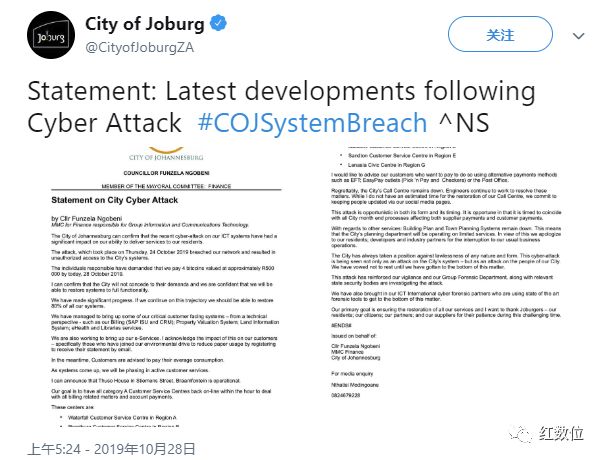 City of Joburg
@CityofJoburgZA
关注
Joburg
Statement: Latest developments following
Cyber Attack #COJSystemBreach ^NS
CITY OF JOHANNESBURG
COUNCILLOR FUNZELA NGOBENI
MEMBER OF THE MAYORAL COMMITTEE: FINANCE
Statement on City Cyber Attack
by Cllr Funzela Ngobeni
MMC for Finance responsible for Group Information and Communications Technology.
The City of Johannesburg can confirm that the recent cyber-attack on our ICT systems have had a
significant impact on our ability to deliver services to our residents.
The attack, which took place on Thursday, 24 October 2019 breached our network and resulted in
unauthorized access to the City's systems.
The individuals responsible have demanded that we pay 4 bitcoins valued at approximately R500
000 by today, 28 October 2019.
I can confirm that the City will not concede to their demands and we are confident that we will be
able to restore systems to full functionality.
We have made significant progress. If we continue on this trajectory we should be able to restore
80% of all our systems.
We have managed to bring up some of our critical customer facing systems – from a technical
perspective - such as our Billing (SAP ISU and CRM); Property Valuation System; Land Information
System; eHealth and Libraries services.
We are also working to bring up our e-Services. I acknowledge the impact of this on our customers
– specifically those who have joined our environmental drive to reduce paper usage by registering
to receive their statement by email.
In the meantime, Customers are advised to pay their average consumption.
As systems come up, we will be phasing in active customer services.
I can announce that Thuso House in Siemens Street, Braamfontein is operational.
Our goal is to have all category A Customer Service Centres back on-line within the hour to deal
with all billing related matters and account payments.
These centers are:
• Waterfall Customer Service Centre in Region A
• Sandton Customer Service Centre in Region E
• Lenasia Civic Centre in Region G
I would like to advise our customers who want to pay to do using alternative payments methods
such as EFT; EasyPay outlets (Pick 'n Pay and Checkers) or the Post Office.
Regrettably, the City's Call Centre remains down. Engineers continue to work to resolve these
matters. While I do not have an estimated time for the restoration of our Call Centre, we commit to
keeping people updated via our social media pages.
This attack is opportunistic in both its form and its timing. It is opportune in that it is timed to coincide
with all City month end processes affecting both supplier payments and customer payments.
With regards to other services: Building Plan and Town Planning Systems remain down. This means
that the City's planning department will be operating on limited services. In view of this we apologize
to our residents; developers and industry parties for the interruption to our usual business
operations.
The City has always taken a position against lawlessness of any nature and form. This cyber-attack
is being seen not only as an attack on the City's system – but as an attack on the people of our City.
We have vowed not to rest until we have gotten to the bottom of this matter.
This attack has reinforced our vigilance and our Group Forensic Department, along with relevant
state security bodies are investigating the attack.
We have also brought in our ICT International cyber forensic partners who are using state of the art
forensic tools to get to the bottom of this matter.
Our primary goal is ensuring the restoration of all our services and I want to thank Joburgers – our
residents; our citizens; our partners; and our suppliers for their patience during this challenging time.
#ENDS#
Issued on behalf of:
Cllr Funzela Ngobeni
MMC Finance
City of Johannesburg
For media enquiry
0824679228
上午5:24 - 2019年10月28日
红数位